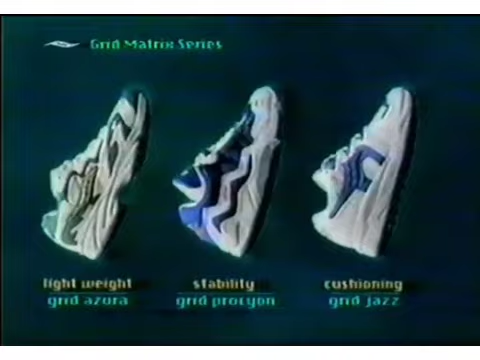 Grid Matrix Series
light weight
grid azura
stability
grid procyon
cushioning
grid jazz